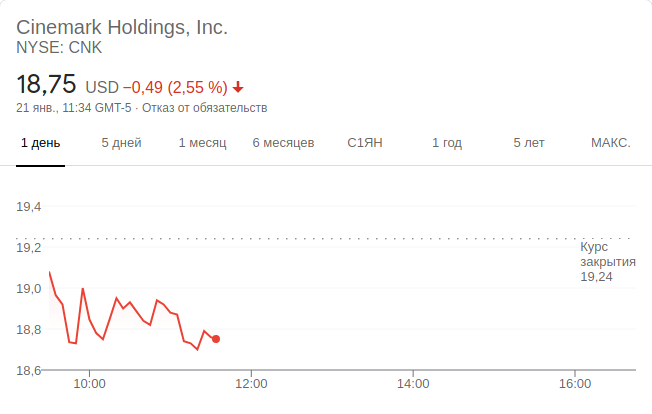 Cinemark Holdings, Inc.
NYSE: CNK
18,75 USD −0,49 (2,55 %)
21 янв., 11:34 GMT-5 · Отказ от обязательств
1 день 5 дней 1 месяц 6 месяцев С1ЯН 1 год 5 лет МАКС.
19,4
19,2
Курс
закрытия
19,24
19,0
18,8
18,6
10:00 12:00 14:00 16:00